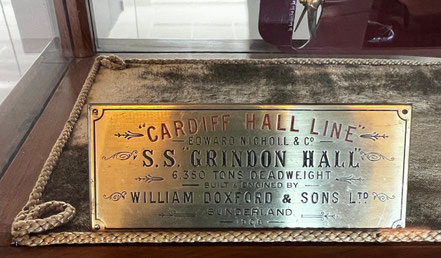 "CARDIFF HALL LINE"
EDWARD NICHOLL & Cº
S.S. "GRINDON HALL"
6,350 TONS DEADWEIGHT
BUILT & ENGINED BY
WILLIAM DOXFORD & SONS LTD
SUNDERLAND